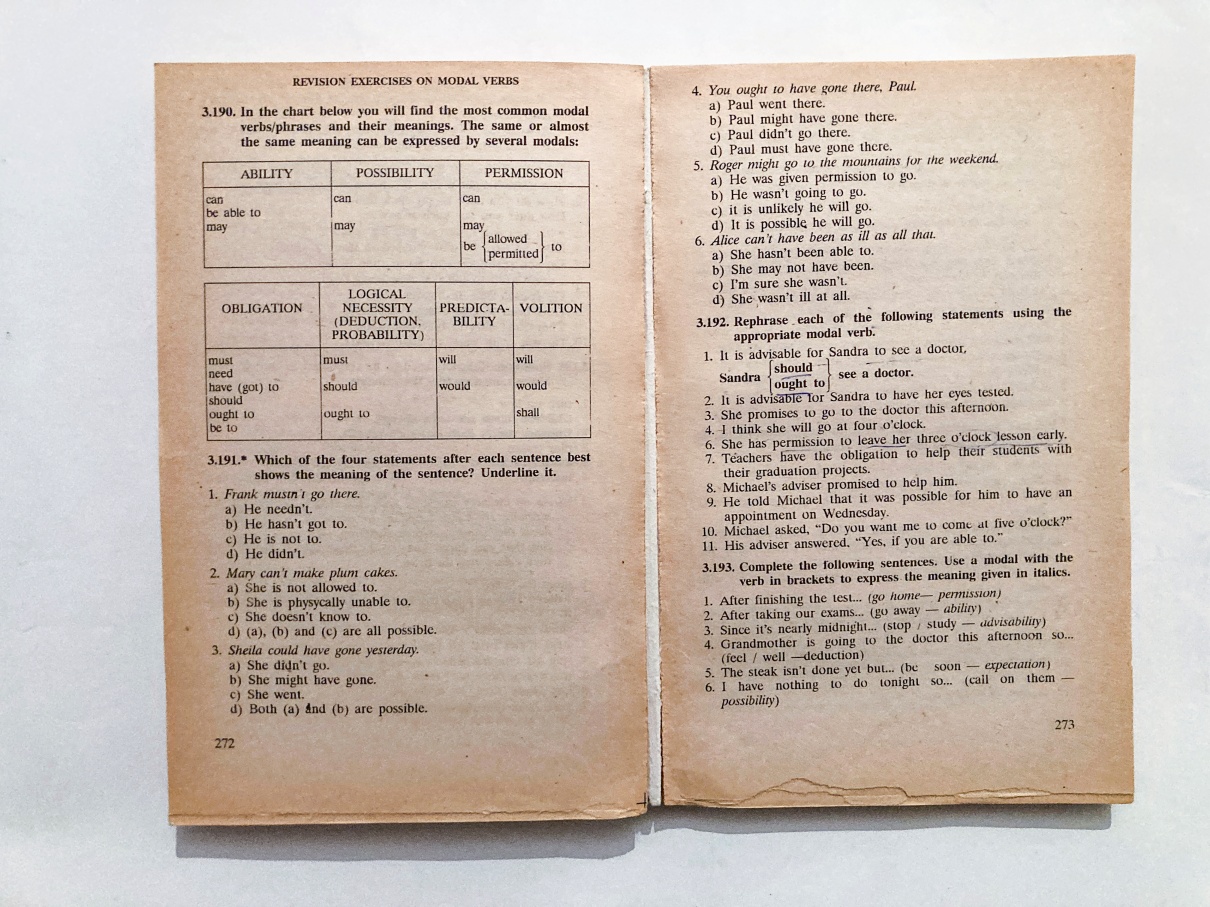 REVISION EXERCISES ON MODAL VERBS
3.190. In the chart below you will find the most common modal
verbs/phrases and their meanings. The same or almost
the same meaning can be expressed by several modals:
ABILITY POSSIBILITY PERMISSION
can can can
be able to
may may may
be {allowed permitted} to
OBLIGATION LOGICAL NECESSITY (DEDUCTION, PROBABILITY) PREDICTA-BILITY VOLITION
must must will will
need
have (got) to should would would
should
ought to ought to shall
be to
3.191.* Which of the four statements after each sentence best
shows the meaning of the sentence? Underline it.
1. Frank mustn't go there.
a) He needn't.
b) He hasn't got to.
c) He is not to.
d) He didn't.
2. Mary can't make plum cakes.
a) She is not allowed to.
b) She is physycally unable to.
c) She doesn't know to.
d) (a), (b) and (c) are all possible.
3. Sheila could have gone yesterday.
a) She didn't go.
b) She might have gone.
c) She went.
d) Both (a) and (b) are possible.
272
4. You ought to have gone there, Paul.
a) Paul went there.
b) Paul might have gone there.
c) Paul didn't go there.
d) Paul must have gone there.
5. Roger might go to the mountains for the weekend.
a) He was given permission to go.
b) He wasn't going to go.
c) it is unlikely he will go.
d) It is possible he will go.
6. Alice can't have been as ill as all that.
a) She hasn't been able to.
b) She may not have been.
c) I'm sure she wasn't.
d) She wasn't ill at all.
3.192. Rephrase each of the following statements using the
appropriate modal verb.
1. It is advisable for Sandra to see a doctor.
Sandra {should ought to} see a doctor.
2. It is advisable for Sandra to have her eyes tested.
3. She promises to go to the doctor this afternoon.
4. I think she will go at four o'clock.
6. She has permission to leave her three o'clock lesson early.
7. Teachers have the obligation to help their students with
their graduation projects.
8. Michael's adviser promised to help him.
9. He told Michael that it was possible for him to have an
appointment on Wednesday.
10. Michael asked, "Do you want me to come at five o'clock?"
11. His adviser answered, "Yes, if you are able to."
3.193. Complete the following sentences. Use a modal with the
verb in brackets to express the meaning given in italics.
1. After finishing the test... (go home— permission)
2. After taking our exams... (go away — ability)
3. Since it's nearly midnight... (stop / study — advisability)
4. Grandmother is going to the doctor this afternoon so...
(feel / well —deduction)
5. The steak isn't done yet but... (be soon — expectation)
6. I have nothing to do tonight so... (call on them —
possibility)
273